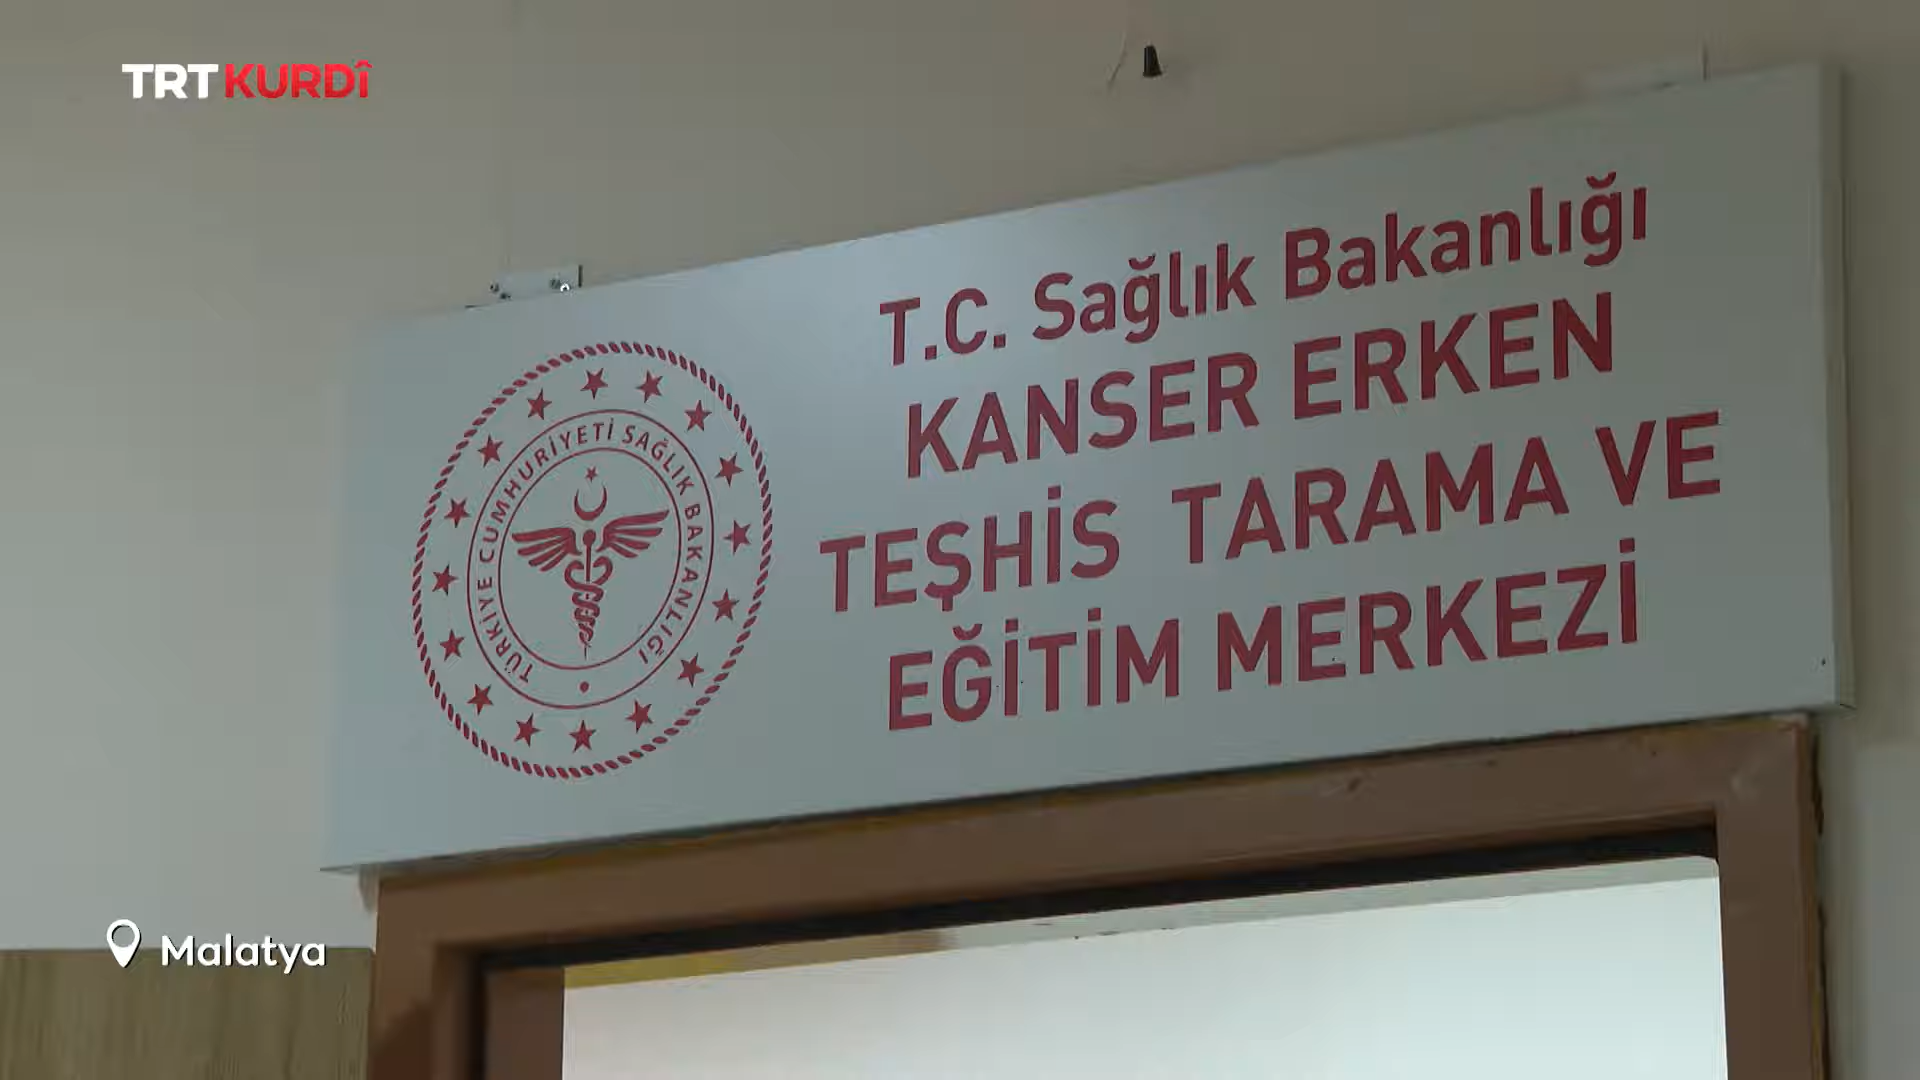 TRT KURDÎ
T.C. Sağlık Bakanlığı
KANSER ERKEN
TEŞHİS TARAMA VE
EĞİTİM MERKEZİ
TÜRKİYE CUMHURİYETİ SAĞLIK BAKANLIĞI
Malatya